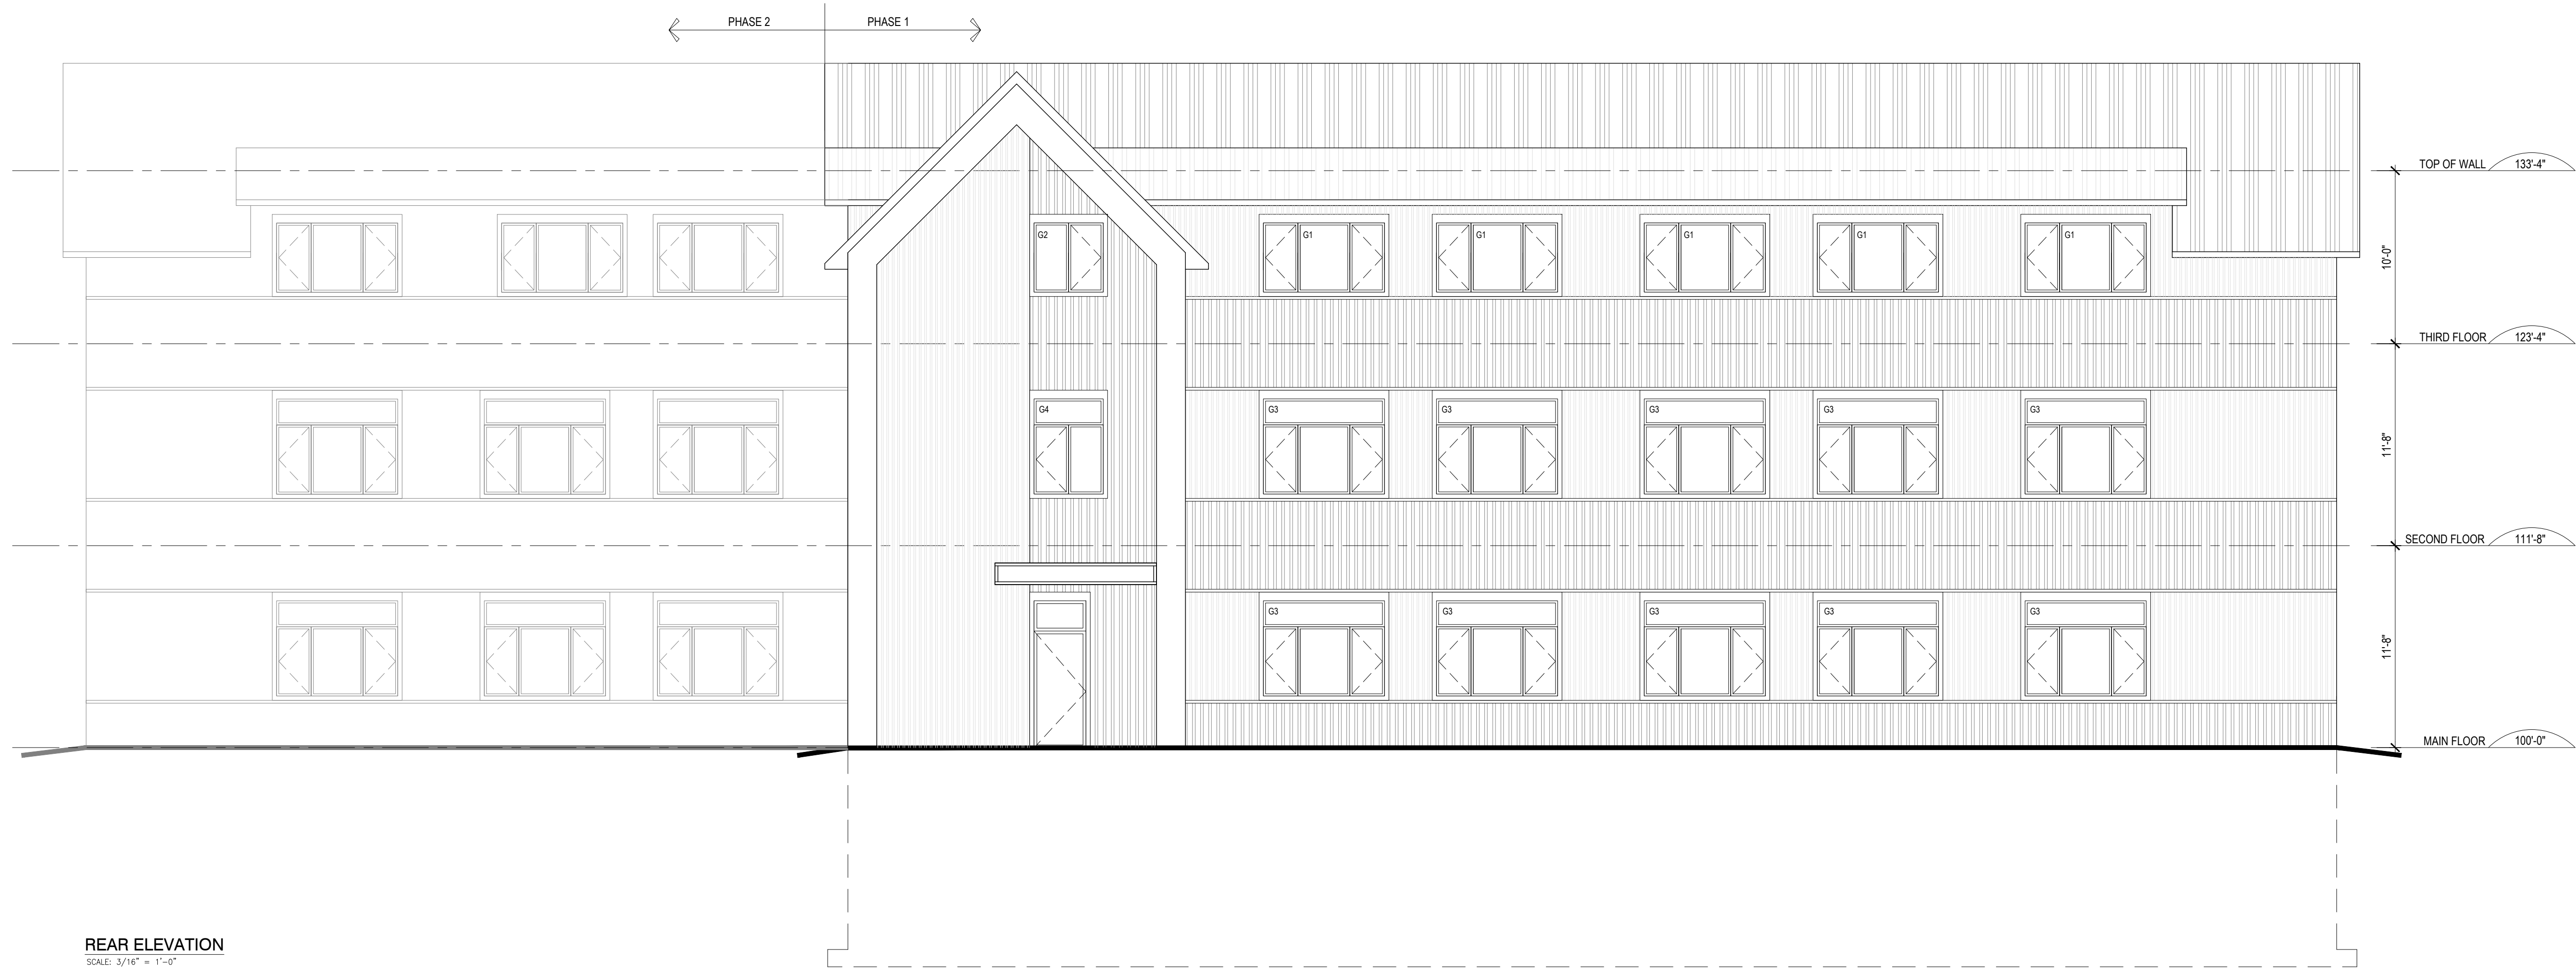 PHASE 2 PHASE 1
TOP OF WALL 133'-4"
G2 G1 G1 G1 G1 G1
10'-0"
THIRD FLOOR 123'-4"
G4 G3 G3 G3 G3 G3
11'-8"
SECOND FLOOR 111'-8"
G3 G3 G3 G3 G3
11'-8"
MAIN FLOOR 100'-0"
REAR ELEVATION
SCALE: 3/16" = 1'-0"